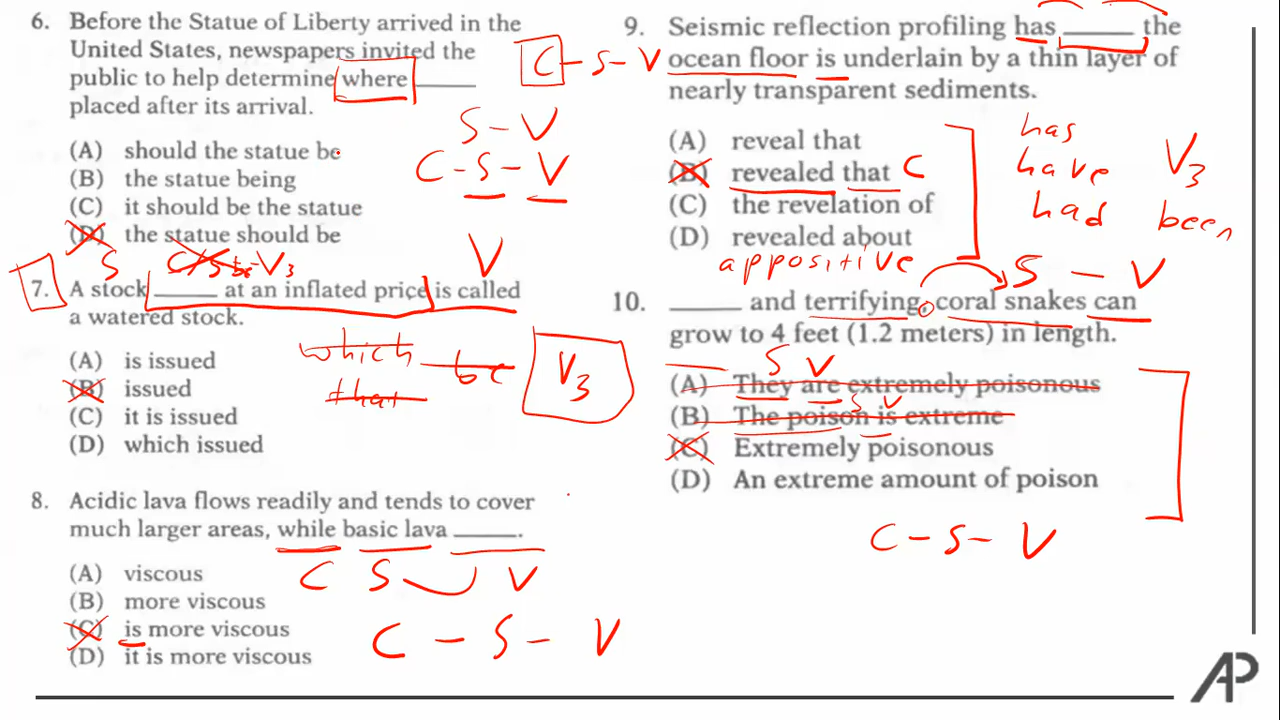 6. Before the Statue of Liberty arrived in the
United States, newspapers invited the
public to help determine where ____
placed after its arrival.
C - S - V
S - V
C - S - V
(A) should the statue be
(B) the statue being
(C) it should be the statue
(D) the statue should be
S
C/S be V3
V
7. A stock ____ at an inflated price is called
a watered stock.
which
that
be
V3
(A) is issued
(B) issued
(C) it is issued
(D) which issued
8. Acidic lava flows readily and tends to cover
much larger areas, while basic lava ____.
C S V
(A) viscous
(B) more viscous
(C) is more viscous
(D) it is more viscous
C - S - V
9. Seismic reflection profiling has ____ the
ocean floor is underlain by a thin layer of
nearly transparent sediments.
(A) reveal that
(B) revealed that C
(C) the revelation of
(D) revealed about
has
have
had
V3
been
appositive
S - V
10. ____ and terrifying, coral snakes can
grow to 4 feet (1.2 meters) in length.
S V
(A) They are extremely poisonous
S V
(B) The poison is extreme
(C) Extremely poisonous
(D) An extreme amount of poison
C - S - V
AP